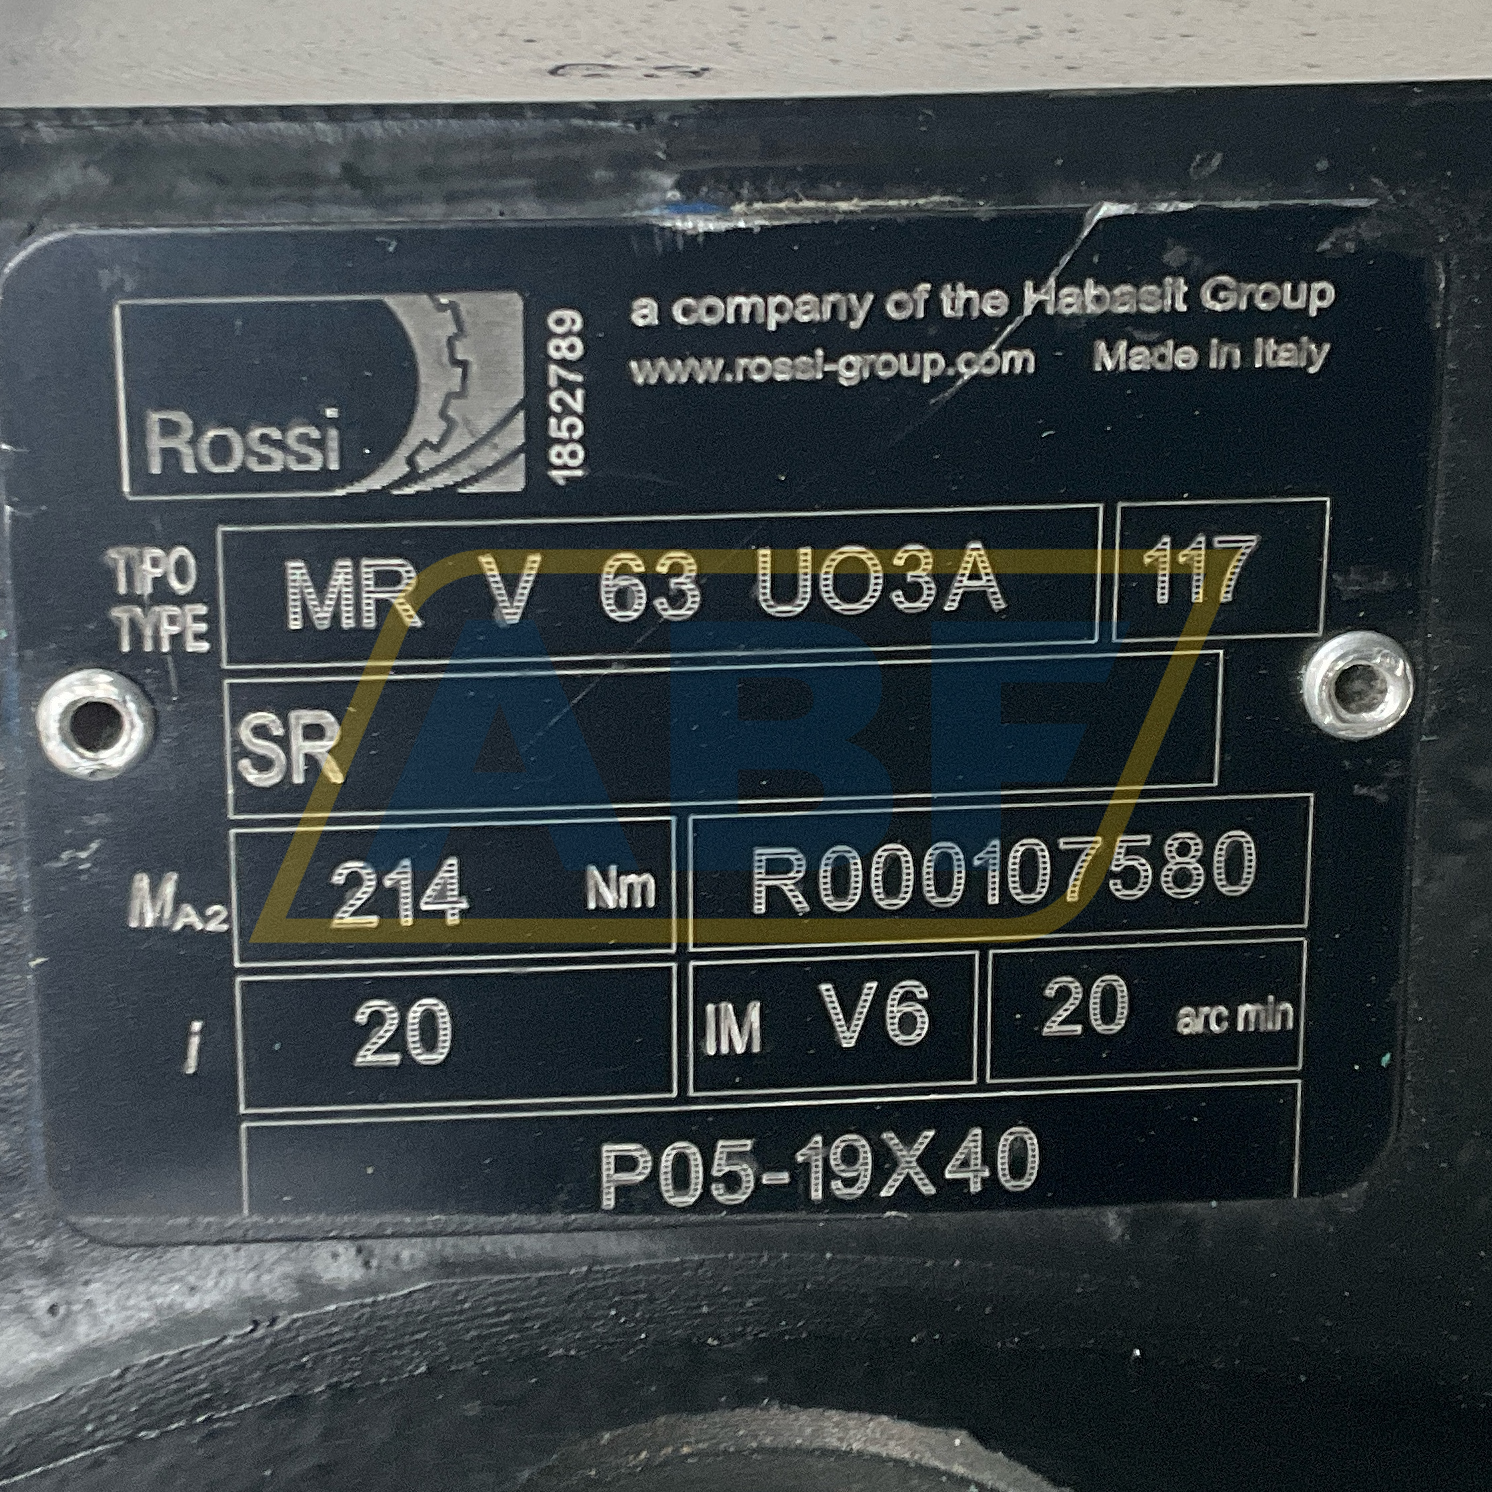 Rossi
1852789
a company of the Habasit Group
www.rossi-group.com Made in Italy
TIPO
TYPE
MR V 63 UO3A 117
SR
MA2 214 Nm R000107580
i 20 IM V6 20 arc min
P05-19X40
ABF